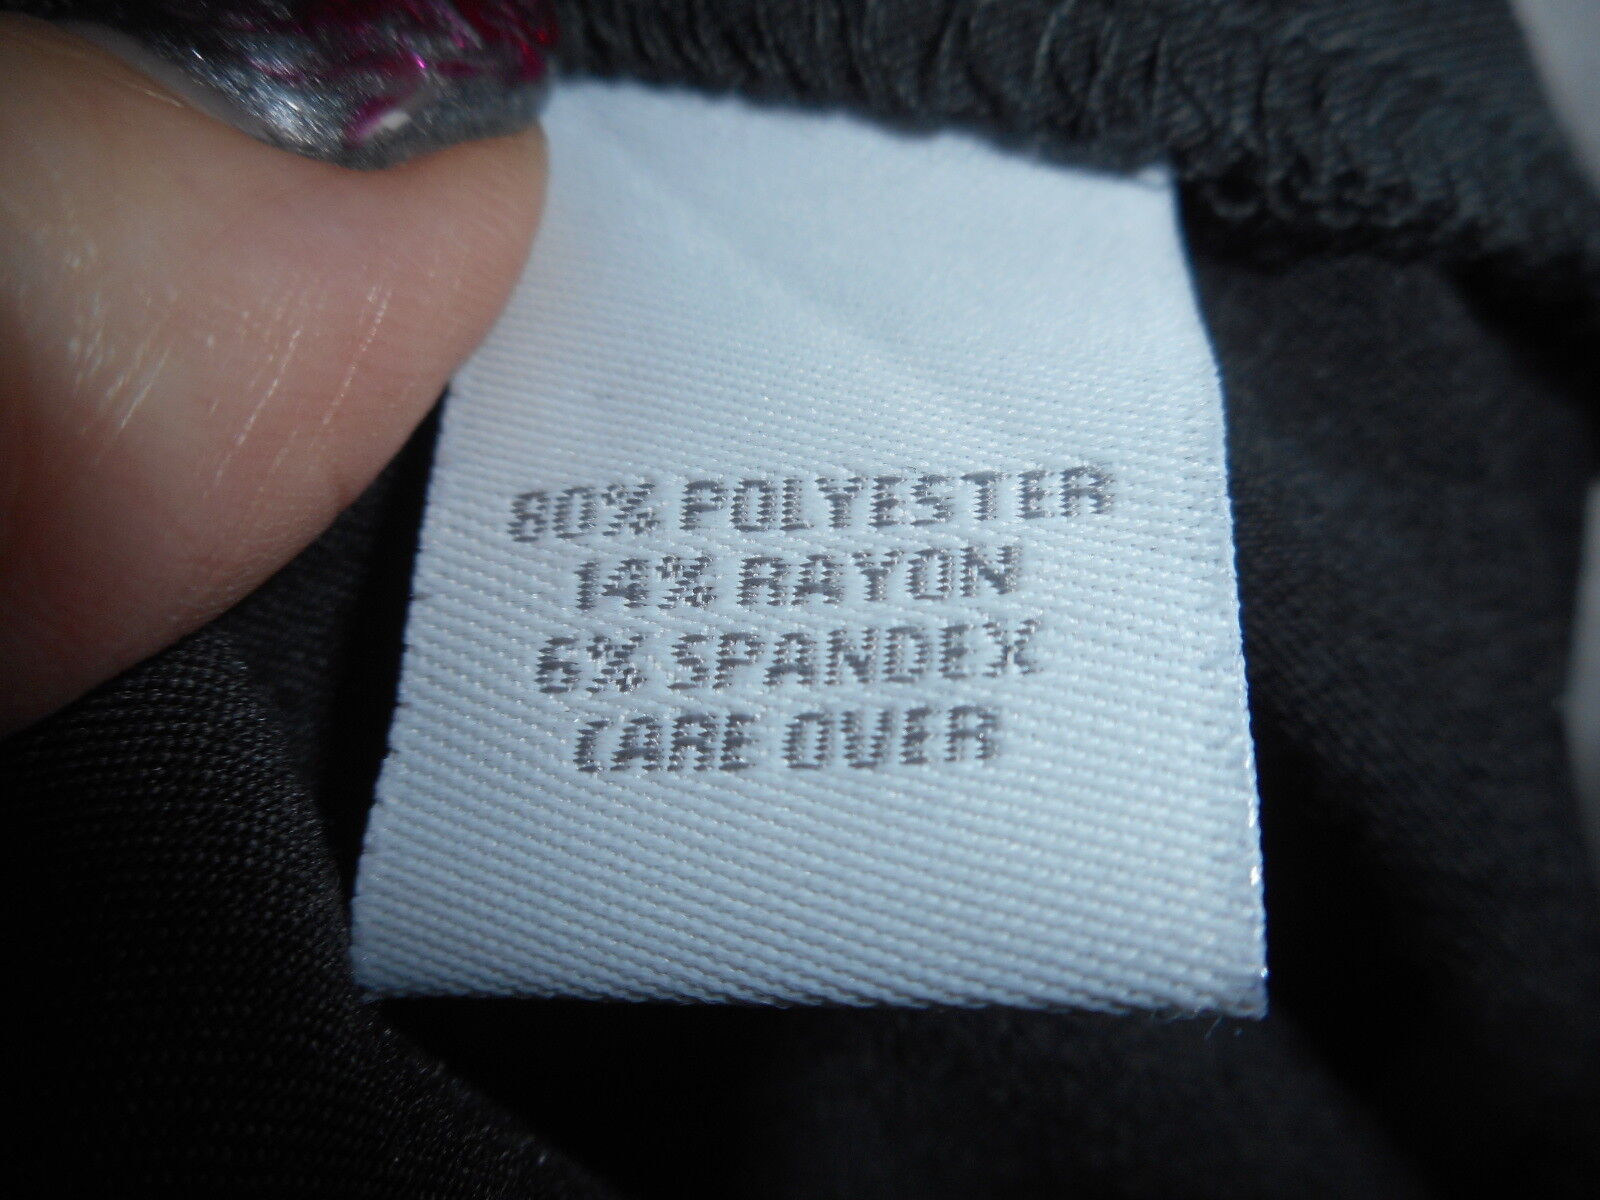 80% POLYESTER
14% RAYON
6% SPANDEX
CARE OVER